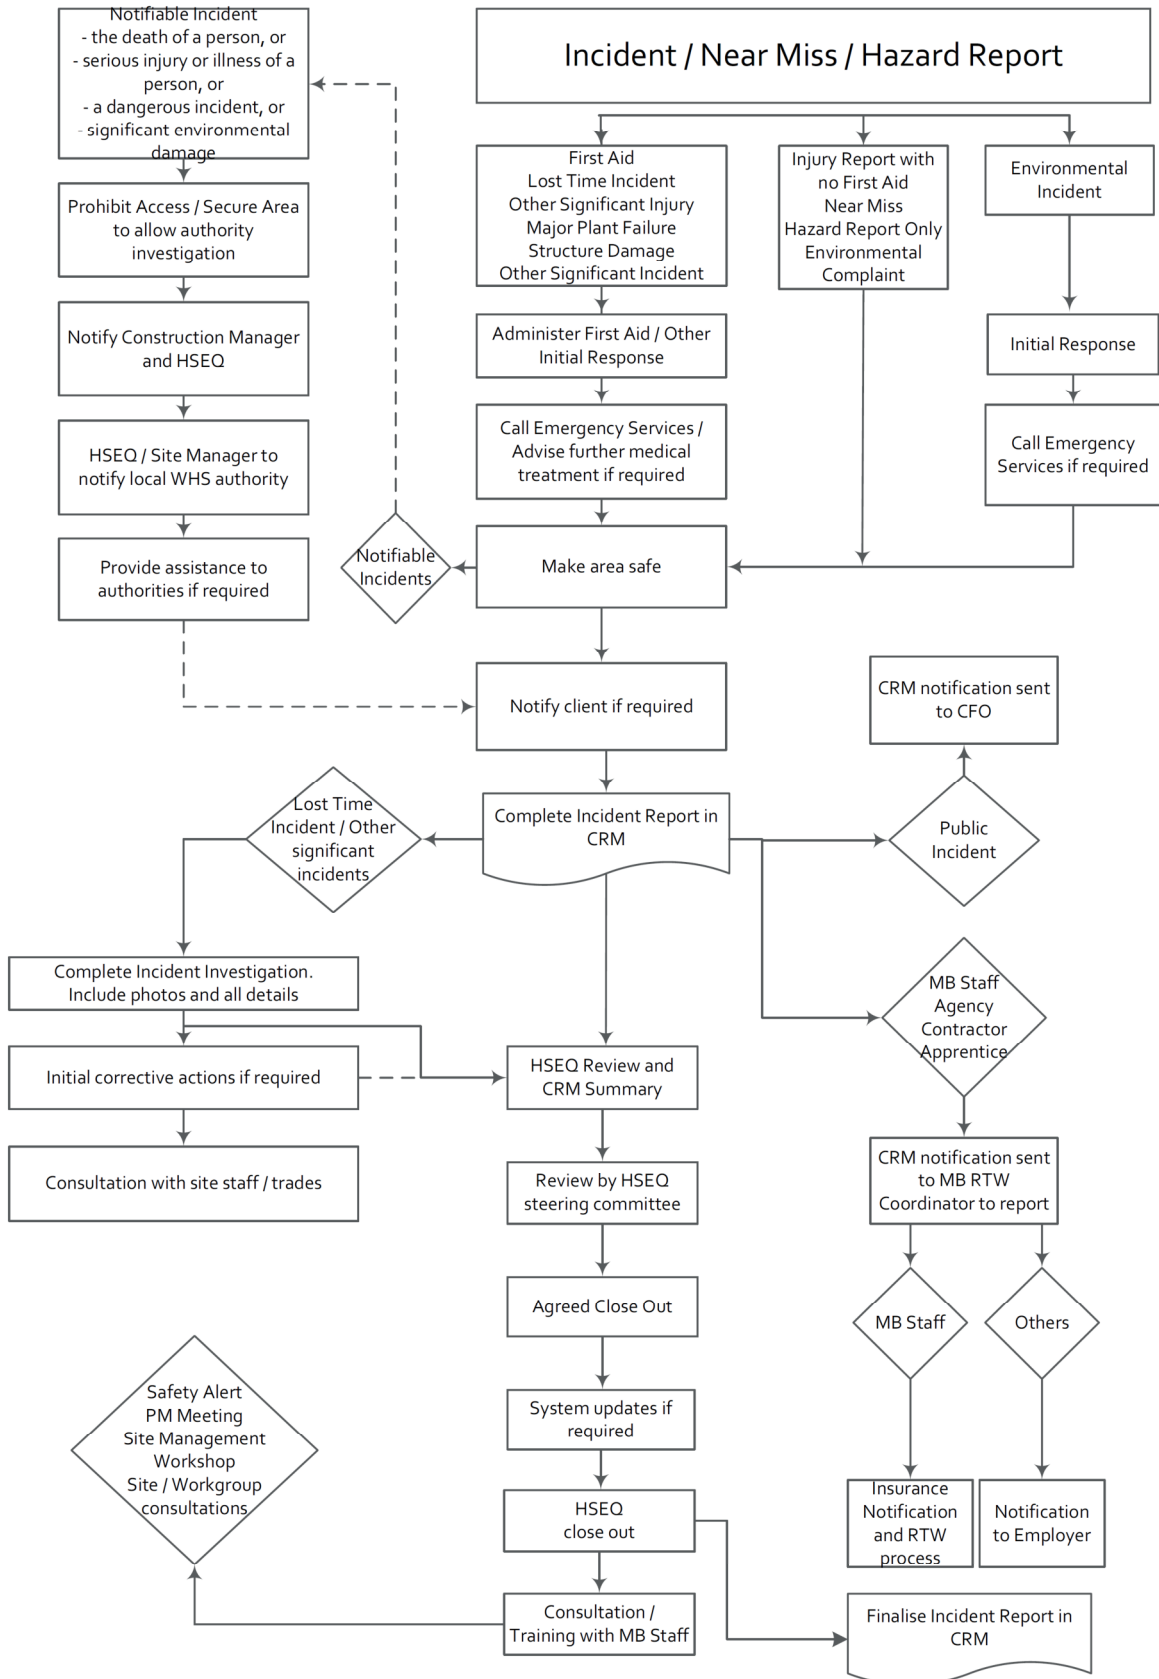 Notifiable Incident
- the death of a person, or
- serious injury or illness of a
person, or
- a dangerous incident, or
- significant environmental
damage
Prohibit Access / Secure Area
to allow authority
investigation
Notify Construction Manager
and HSEQ
HSEQ / Site Manager to
notify local WHS authority
Provide assistance to
authorities if required
Incident / Near Miss / Hazard Report
First Aid
Lost Time Incident
Other Significant Injury
Major Plant Failure
Structure Damage
Other Significant Incident
Injury Report with
no First Aid
Near Miss
Hazard Report Only
Environmental
Complaint
Environmental
Incident
Administer First Aid / Other
Initial Response
Initial Response
Call Emergency Services /
Advise further medical
treatment if required
Call Emergency
Services if required
Notifiable
Incidents
Make area safe
Notify client if required
CRM notification sent
to CFO
Lost Time
Incident / Other
significant
incidents
Complete Incident Report in
CRM
Public
Incident
Complete Incident Investigation.
Include photos and all details
MB Staff
Agency
Contractor
Apprentice
Initial corrective actions if required
HSEQ Review and
CRM Summary
Consultation with site staff / trades
Review by HSEQ
steering committee
CRM notification sent
to MB RTW
Coordinator to report
Agreed Close Out
MB Staff
Others
Safety Alert
PM Meeting
Site Management
Workshop
Site / Workgroup
consultations
System updates if
required
HSEQ
close out
Insurance
Notification
and RTW
process
Notification
to Employer
Consultation /
Training with MB Staff
Finalise Incident Report in
CRM